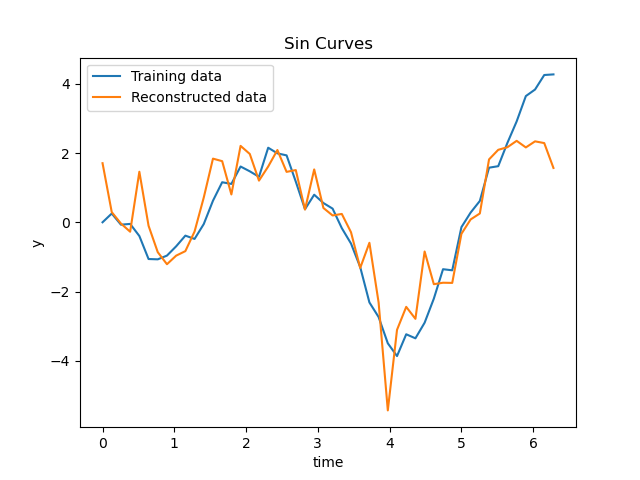 Sin Curves
Training data
Reconstructed data
y
4
2
0
−2
−4
0 1 2 3 4 5 6
time